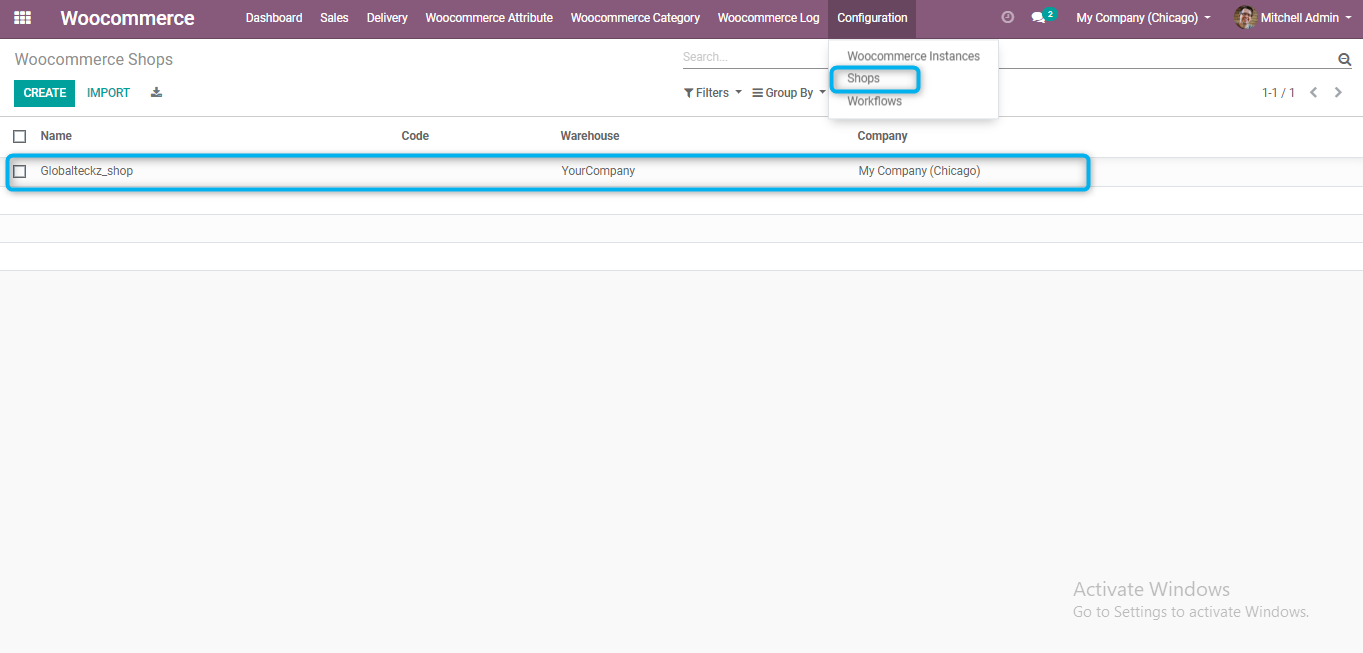 Woocommerce Dashboard Sales Delivery Woocommerce Attribute Woocommerce Category Woocommerce Log Configuration 2 My Company (Chicago) Mitchell Admin
Woocommerce Shops Search... Woocommerce Instances
Shops
CREATE IMPORT Filters Group By Workflows 1-1 / 1
Name Code Warehouse Company
Globalteckz_shop YourCompany My Company (Chicago)
Activate Windows
Go to Settings to activate Windows.